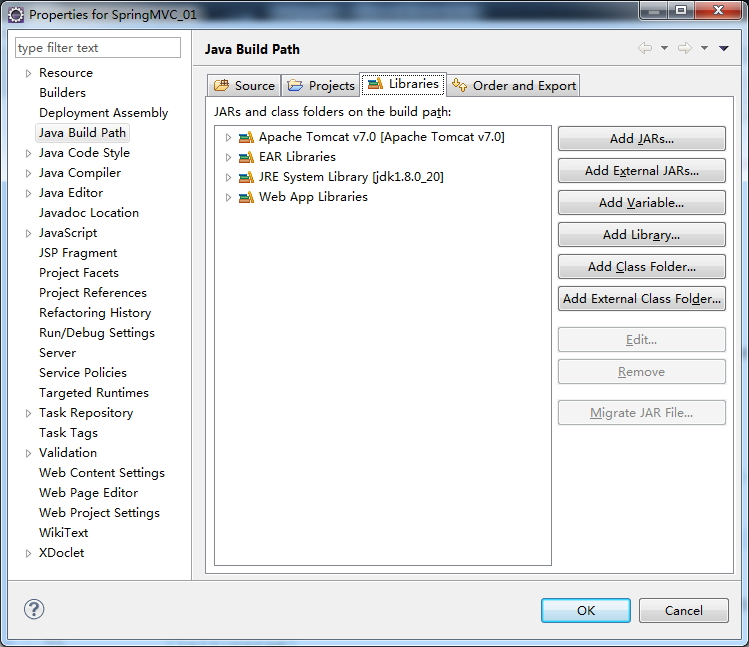 Properties for SpringMVC_01
type filter text
Resource
Builders
Deployment Assembly
Java Build Path
Java Code Style
Java Compiler
Java Editor
Javadoc Location
JavaScript
JSP Fragment
Project Facets
Project References
Refactoring History
Run/Debug Settings
Server
Service Policies
Targeted Runtimes
Task Repository
Task Tags
Validation
Web Content Settings
Web Page Editor
Web Project Settings
WikiText
XDoclet
Java Build Path
Source Projects Libraries Order and Export
JARs and class folders on the build path:
Apache Tomcat v7.0 [Apache Tomcat v7.0]
EAR Libraries
JRE System Library [jdk1.8.0_20]
Web App Libraries
Add JARs...
Add External JARs...
Add Variable...
Add Library...
Add Class Folder...
Add External Class Folder...
Edit...
Remove
Migrate JAR File...
?
OK Cancel